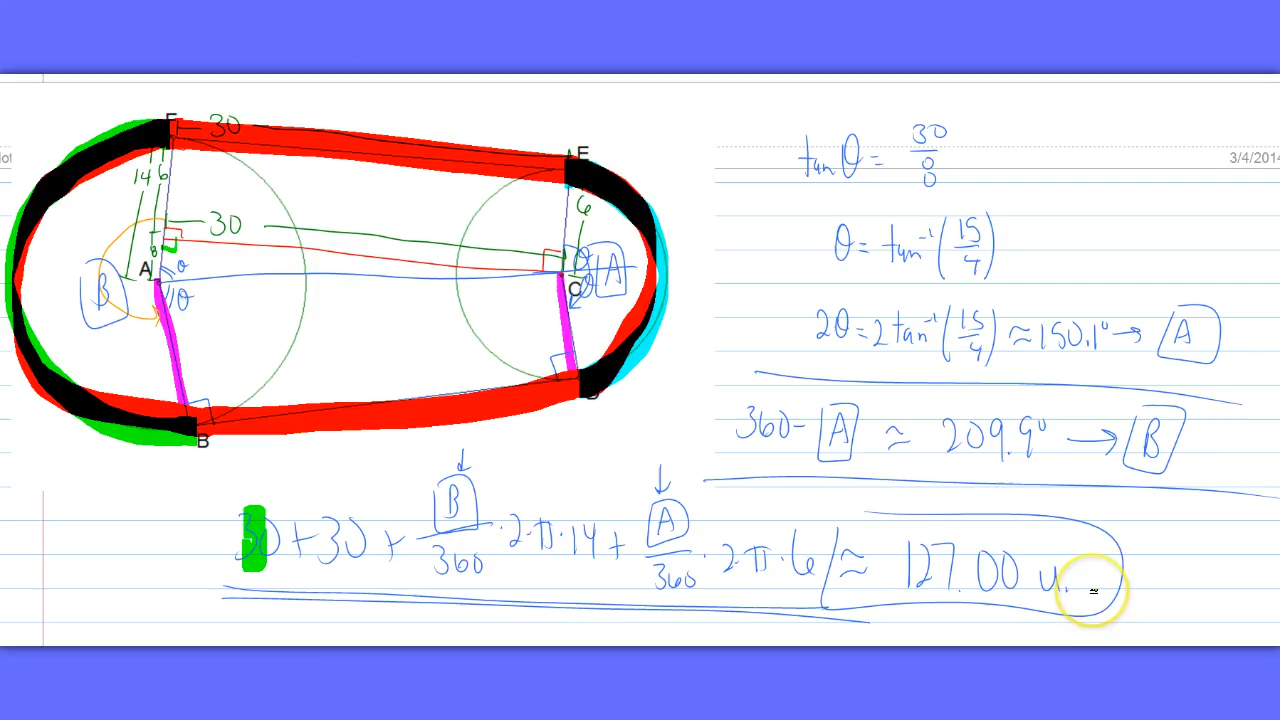 F
30
E
14 6
6
30
8
A θ
θ
B
θ A
θ
C
D
B
lot
3/4/2014
tan θ = 30/8
θ = tan⁻¹(15/4)
2θ = 2 tan⁻¹(15/4) ≈ 150.1° → A
360 - A ≈ 209.9° → B
30 + 30 + B/360 · 2 · π · 14 + A/360 · 2 · π · 6 ≈ 127.00 u.